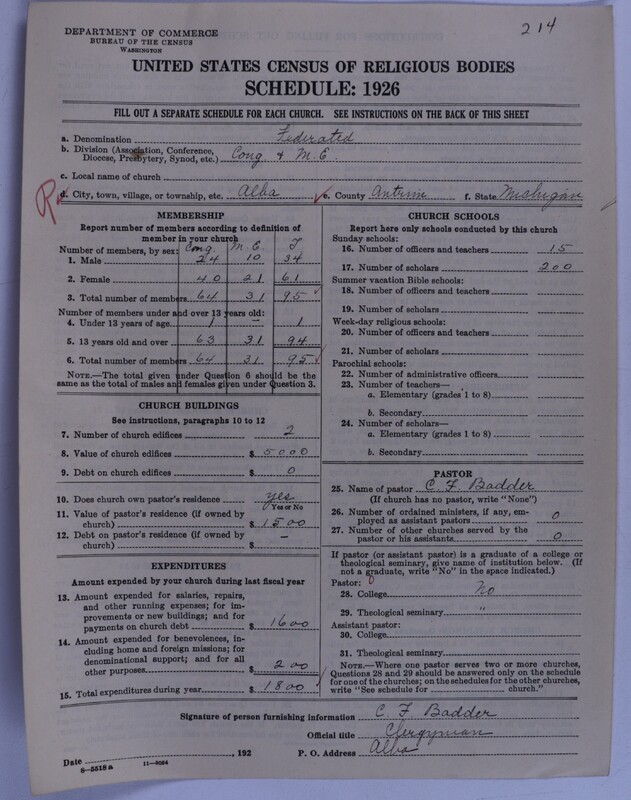 214
DEPARTMENT OF COMMERCE
BUREAU OF THE CENSUS
WASHINGTON
UNITED STATES CENSUS OF RELIGIOUS BODIES
SCHEDULE: 1926
FILL OUT A SEPARATE SCHEDULE FOR EACH CHURCH. SEE INSTRUCTIONS ON THE BACK OF THIS SHEET
a. Denomination Federated
b. Division (Association, Conference, Diocese, Presbytery, Synod, etc.) Cong. & M. E.
c. Local name of church
d. City, town, village, or township, etc. Alba e. County Antrim f. State Michigan
MEMBERSHIP
Report number of members according to definition of member in your church
Number of members, by sex: Cong. M. E. T
1. Male 24 10 34
2. Female 40 21 61
3. Total number of members 64 31 95
Number of members under and over 13 years old:
4. Under 13 years of age 1 – 1
5. 13 years old and over 63 31 94
6. Total number of members 64 31 95
NOTE.—The total given under Question 6 should be the same as the total of males and females given under Question 3.
CHURCH BUILDINGS
See instructions, paragraphs 10 to 12
7. Number of church edifices 2
8. Value of church edifices $ 5000
9. Debt on church edifices $ 0
10. Does church own pastor's residence yes
Yes or No
11. Value of pastor's residence (if owned by church) $ 1500
12. Debt on pastor's residence (if owned by church) $ –
EXPENDITURES
Amount expended by your church during last fiscal year
13. Amount expended for salaries, repairs, and other running expenses; for improvements or new buildings; and for payments on church debt $ 1600
14. Amount expended for benevolences, including home and foreign missions; for denominational support; and for all other purposes $ 200
15. Total expenditures during year $ 1800
CHURCH SCHOOLS
Report here only schools conducted by this church
Sunday schools:
16. Number of officers and teachers 15
17. Number of scholars 200
Summer vacation Bible schools:
18. Number of officers and teachers
19. Number of scholars
Week-day religious schools:
20. Number of officers and teachers
21. Number of scholars
Parochial schools:
22. Number of administrative officers
23. Number of teachers—
a. Elementary (grades 1 to 8)
b. Secondary
24. Number of scholars—
a. Elementary (grades 1 to 8)
b. Secondary
PASTOR
25. Name of pastor C. F. Badder
(If church has no pastor, write "None")
26. Number of ordained ministers, if any, employed as assistant pastors 0
27. Number of other churches served by the pastor or his assistants 0
If pastor (or assistant pastor) is a graduate of a college or theological seminary, give name of institution below. (If not a graduate, write "No" in the space indicated.)
Pastor:
28. College No
29. Theological seminary "
Assistant pastor:
30. College
31. Theological seminary
NOTE.—Where one pastor serves two or more churches, Questions 28 and 29 should be answered only on the schedule for one of the churches; on the schedules for the other churches, write "See schedule for church."
Signature of person furnishing information C. F. Badder
Official title Clergyman
Date , 192 P. O. Address Alba
8-5518a 11-9054